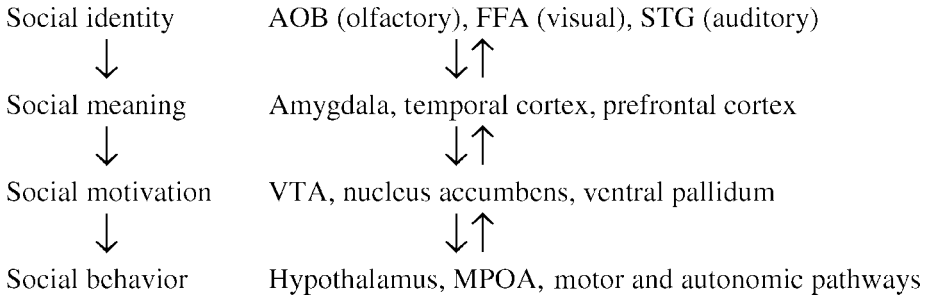 Social identity AOB (olfactory), FFA (visual), STG (auditory)
Social meaning Amygdala, temporal cortex, prefrontal cortex
Social motivation VTA, nucleus accumbens, ventral pallidum
Social behavior Hypothalamus, MPOA, motor and autonomic pathways